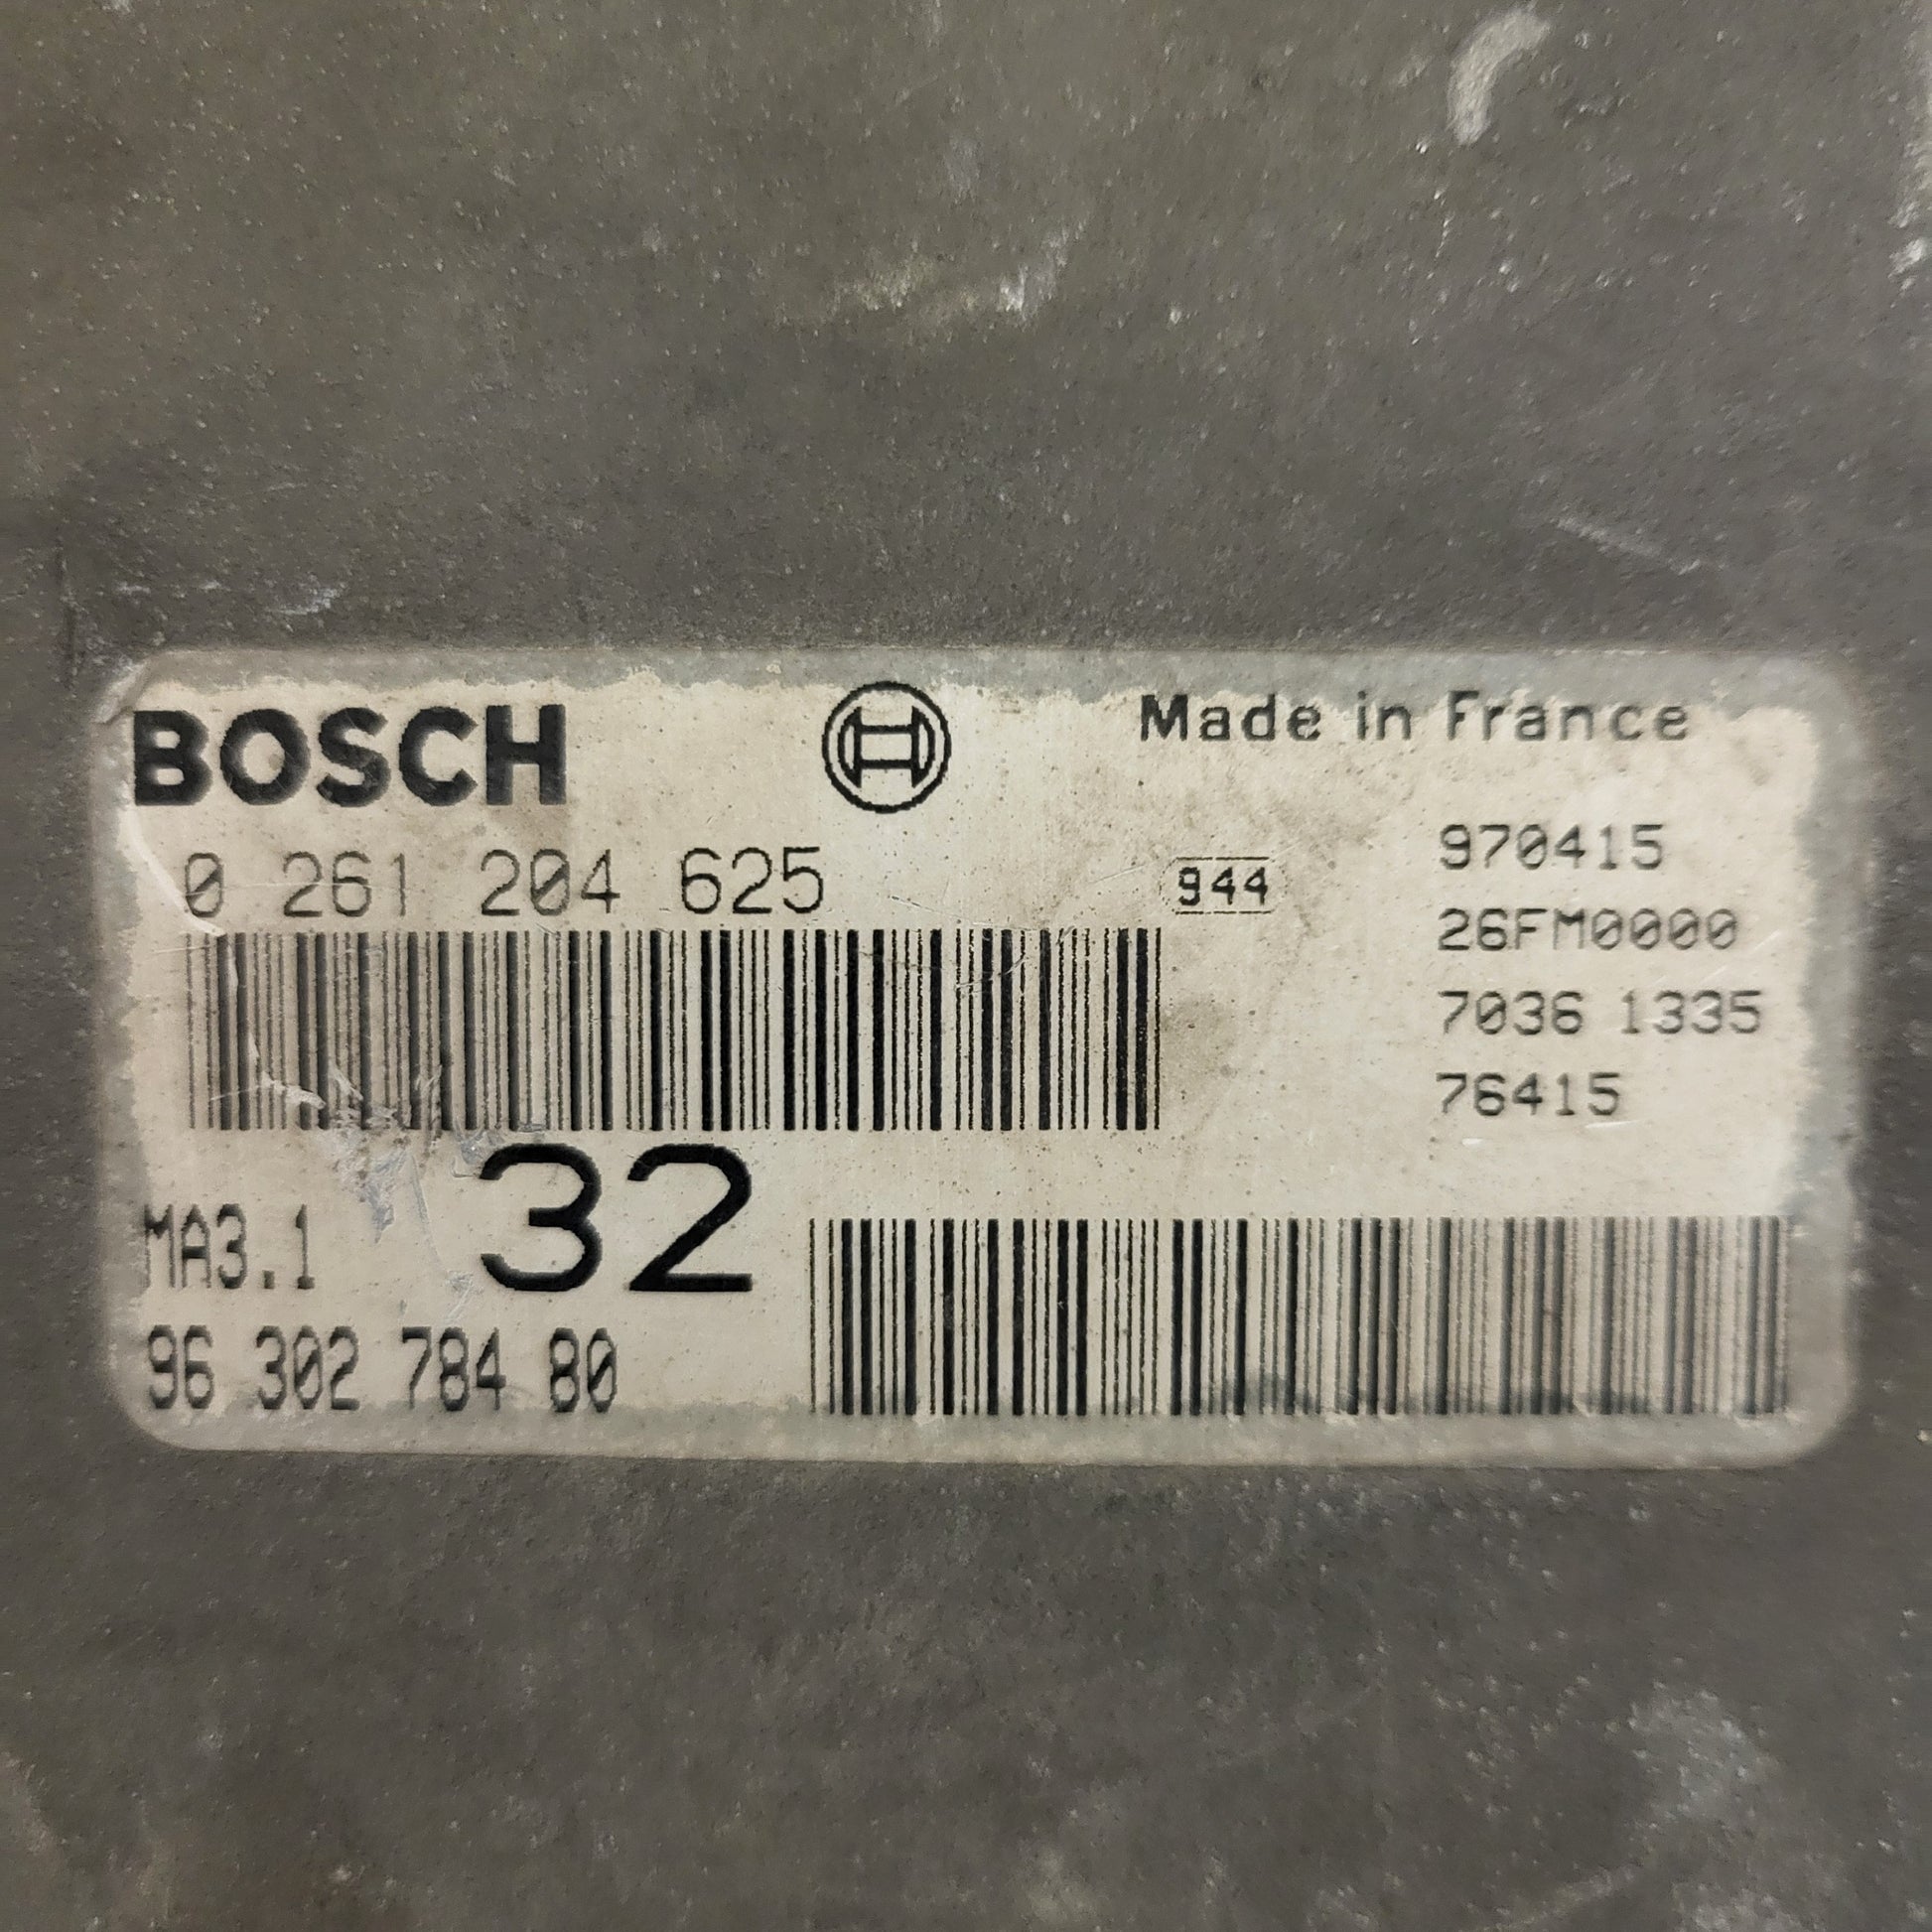 BOSCH
Made in France
0 261 204 625
944
970415
26FM0000
7036 1335
76415
MA3.1
32
96 302 784 80